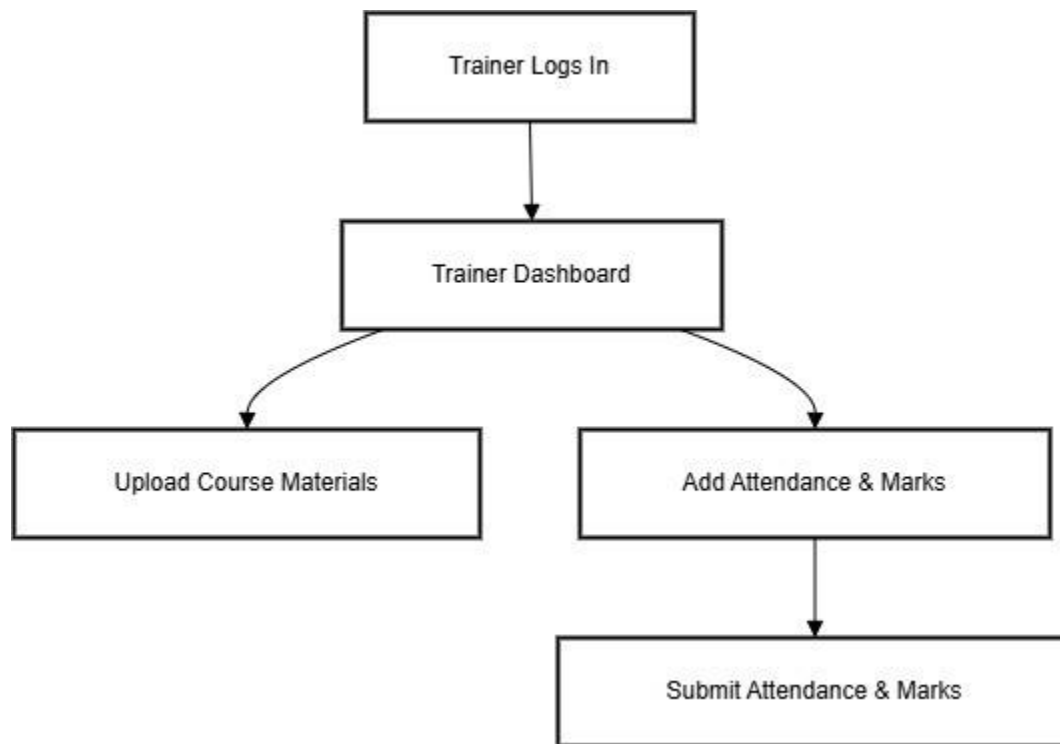 Trainer Logs In
Trainer Dashboard
Upload Course Materials
Add Attendance & Marks
Submit Attendance & Marks